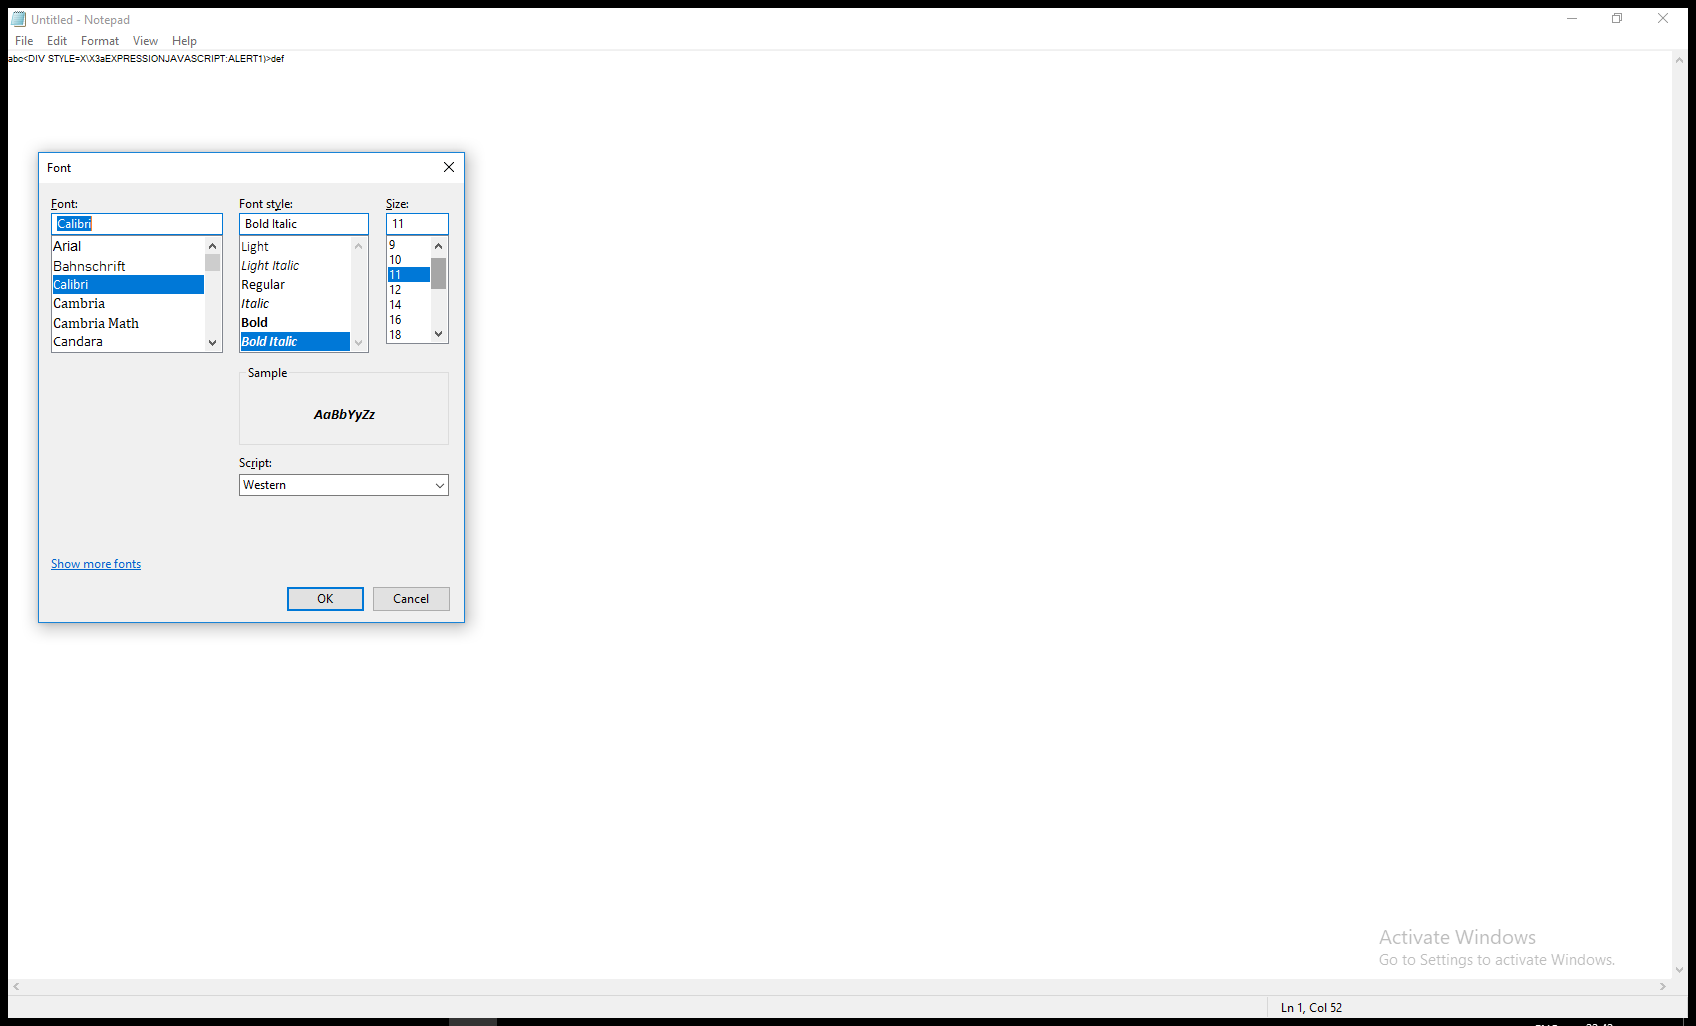 Untitled - Notepad
File Edit Format View Help
abc<DIV STYLE=X\X3aEXPRESSIONJAVASCRIPT:ALERT1)>def
Font
Font: Font style: Size:
Calibri Bold Italic 11
Arial
Bahnschrift
Calibri
Cambria
Cambria Math
Candara
Light
Light Italic
Regular
Italic
Bold
Bold Italic
9
10
11
12
14
16
18
Sample
AaBbYyZz
Script:
Western
Show more fonts
OK Cancel
Activate Windows
Go to Settings to activate Windows.
Ln 1, Col 52